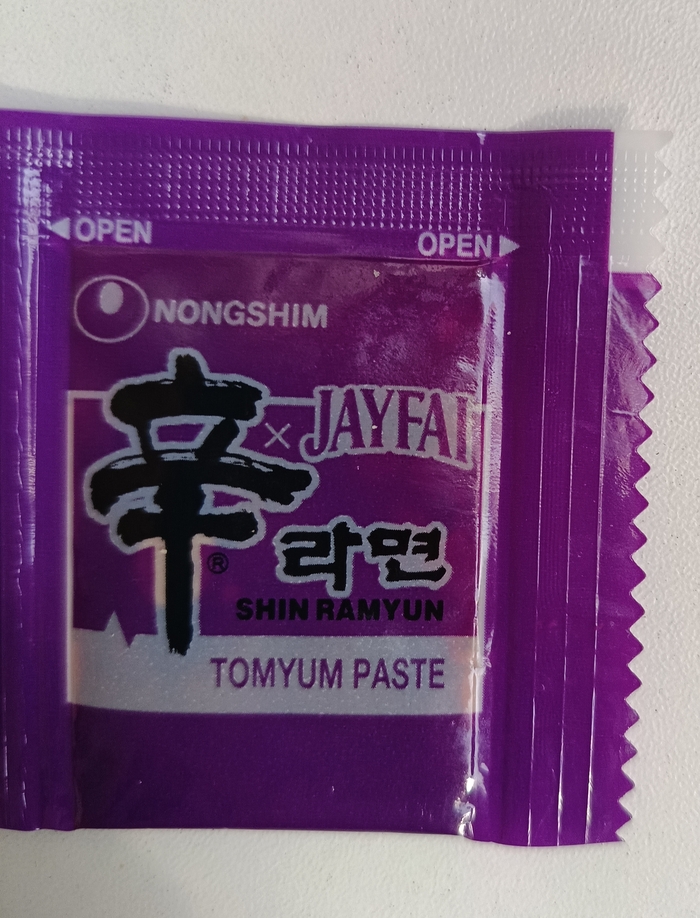 ◀OPEN
OPEN▶
NONGSHIM
辛 × JAYFAI
라면
®
SHIN RAMYUN
TOMYUM PASTE